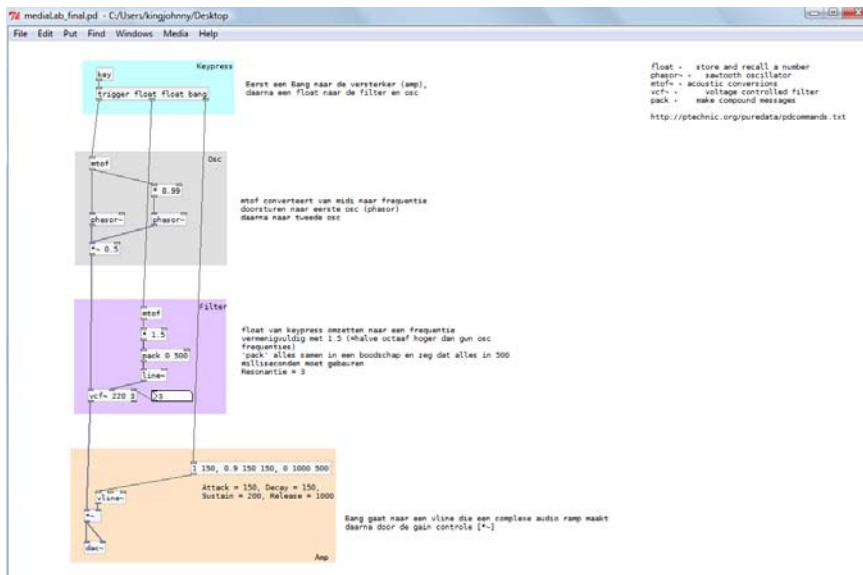 mediaLab_final.pd - C:/Users/kingjohnny/Desktop
File Edit Put Find Windows Media Help
Keypress
key
trigger float float bang
Eerst een Bang naar de versterker (amp),
daarna een float naar de filter en osc
float - store and recall a number
phasor~ - sawtooth oscillator
mtof~ - acoustic conversions
vcf~ - voltage controlled filter
pack - make compound messages
http://ptechnic.org/puredata/pdcommands.txt
Osc
mtof
* 0.99
phasor~ phasor~
*~ 0.5
mtof converteert van midi naar frequentie
doorsturen naar eerste osc (phasor)
daarna naar tweede osc
Filter
mtof
* 1.5
pack 0 500
line~
vcf~ 220 3
3
float van keypress omzetten naar een frequentie
vermenigvuldig met 1.5 (=halve octaaf hoger dan gvn osc
frequenties)
'pack' alles samen in een boodschap en zeg dat alles in 500
milliseconden moet gebeuren
Resonantie = 3
1 150, 0.9 150 150, 0 1000 500
Attack = 150, Decay = 150,
Sustain = 200, Release = 1000
vline~
*~
dac~
Amp
Bang gaat naar een vline die een complexe audio ramp maakt
daarna door de gain controle [*~]